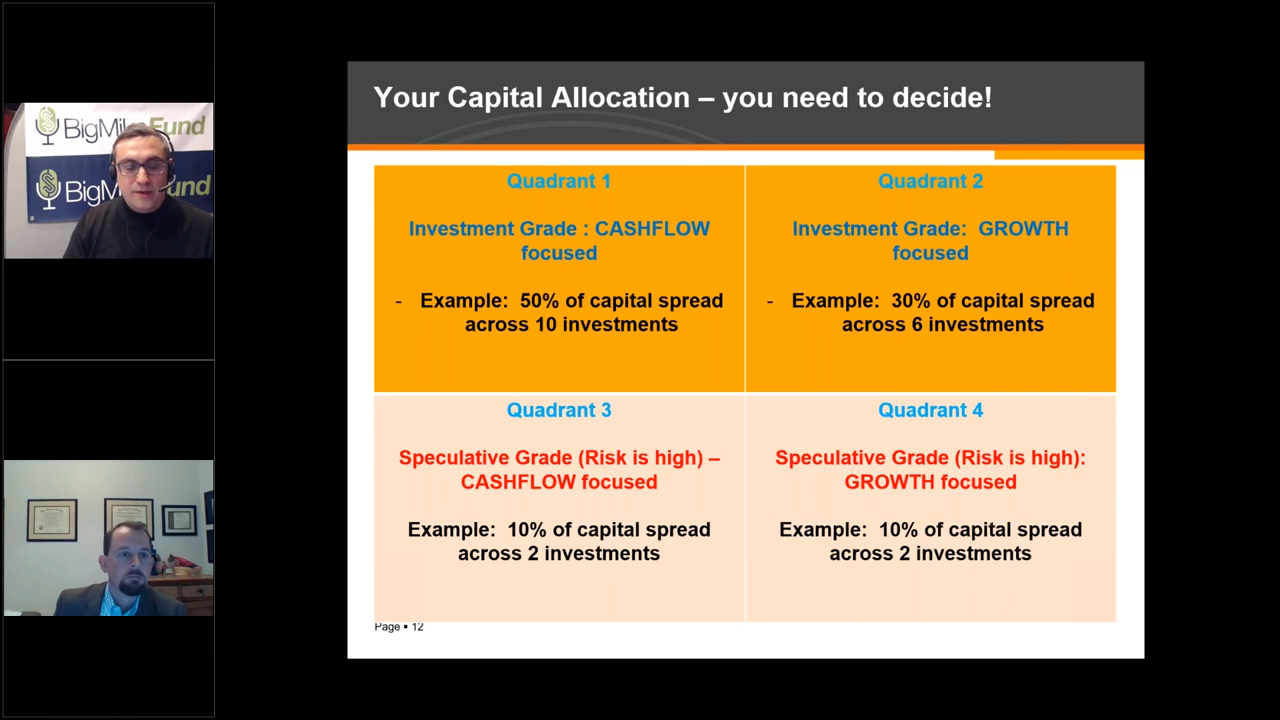 BigMikeFund
BigMikeFund
Your Capital Allocation – you need to decide!
Quadrant 1
Investment Grade : CASHFLOW
focused
- Example: 50% of capital spread
across 10 investments
Quadrant 2
Investment Grade: GROWTH
focused
- Example: 30% of capital spread
across 6 investments
Quadrant 3
Speculative Grade (Risk is high) –
CASHFLOW focused
Example: 10% of capital spread
across 2 investments
Quadrant 4
Speculative Grade (Risk is high):
GROWTH focused
Example: 10% of capital spread
across 2 investments
Page ▪ 12